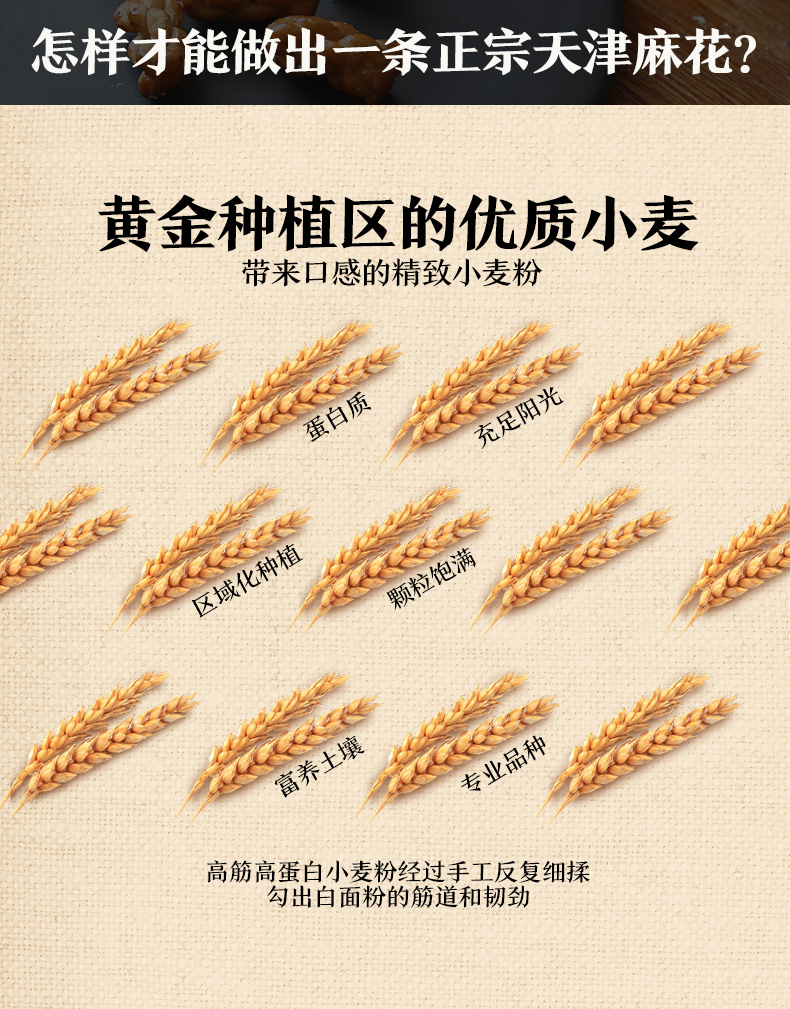 怎样才能做出一条正宗天津麻花？
黄金种植区的优质小麦
带来口感的精致小麦粉
蛋白质
充足阳光
区域化种植
颗粒饱满
富养土壤
专业品种
高筋高蛋白小麦粉经过手工反复细揉
勾出白面粉的筋道和韧劲